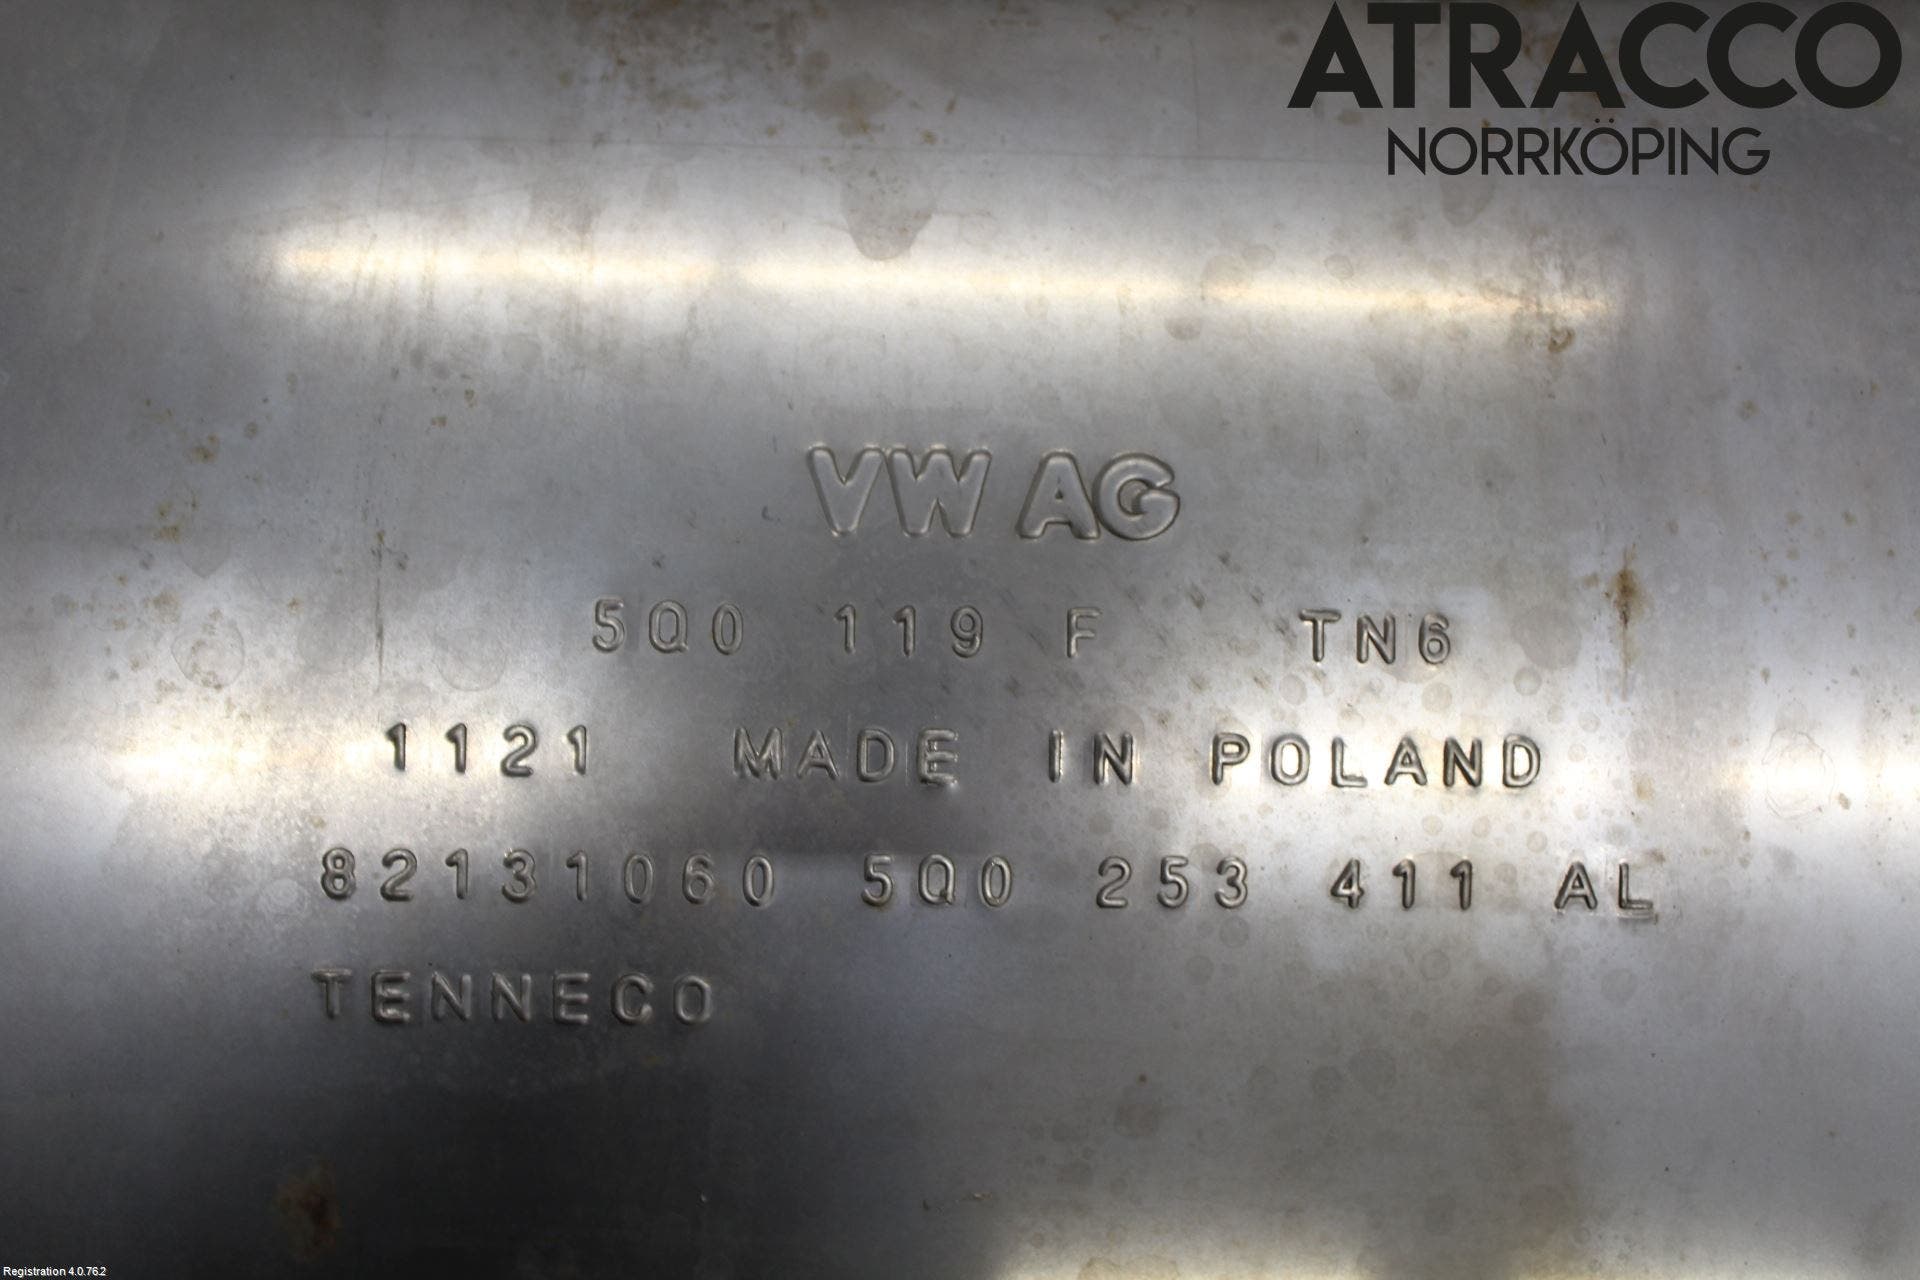 ATRACCO
NORRKÖPING
VW AG
5Q0 119 F TN6
1121 MADE IN POLAND
82131060 5Q0 253 411 AL
TENNECO
Registration 4.0.76.2